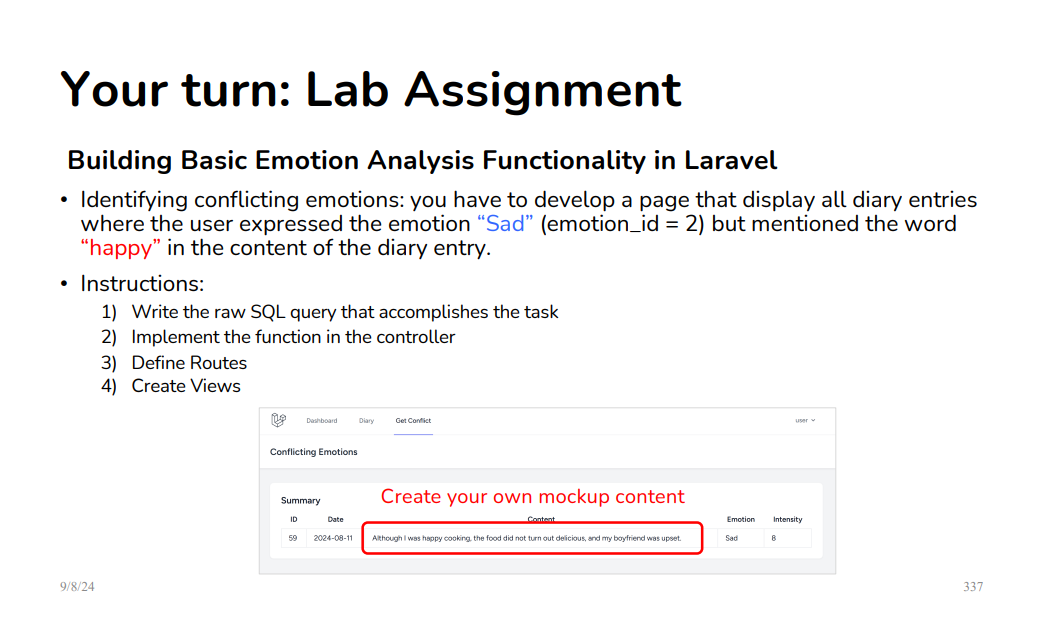 Your turn: Lab Assignment
Building Basic Emotion Analysis Functionality in Laravel
• Identifying conflicting emotions: you have to develop a page that display all diary entries
where the user expressed the emotion “Sad” (emotion_id = 2) but mentioned the word
“happy” in the content of the diary entry.
• Instructions:
1) Write the raw SQL query that accomplishes the task
2) Implement the function in the controller
3) Define Routes
4) Create Views
Dashboard Diary Get Conflict user
Conflicting Emotions
Summary
Create your own mockup content
ID Date Content Emotion Intensity
59 2024-08-11 Although I was happy cooking, the food did not turn out delicious, and my boyfriend was upset. Sad 8
9/8/24 337